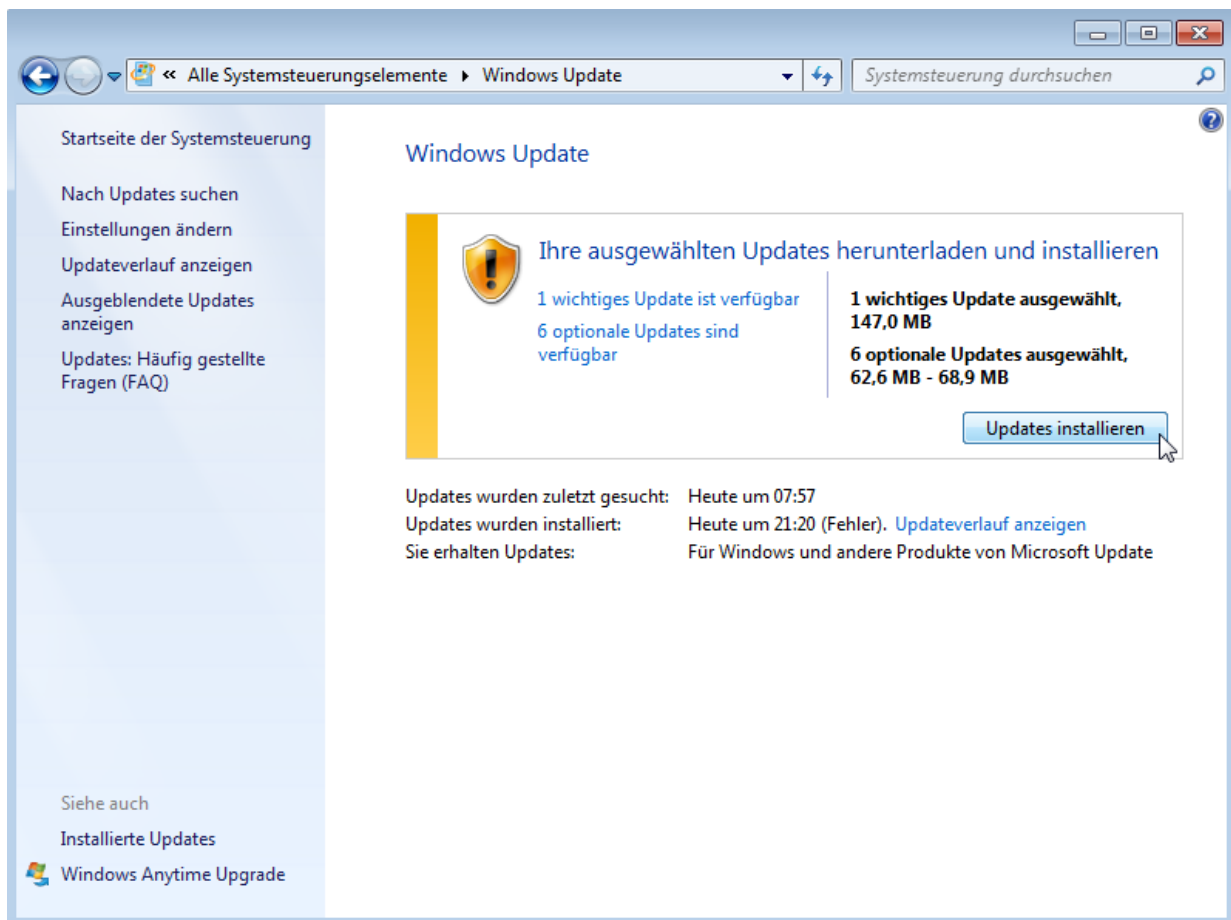 « Alle Systemsteuerungselemente Windows Update
Systemsteuerung durchsuchen
Startseite der Systemsteuerung
Nach Updates suchen
Einstellungen ändern
Updateverlauf anzeigen
Ausgeblendete Updates
anzeigen
Updates: Häufig gestellte
Fragen (FAQ)
Siehe auch
Installierte Updates
Windows Anytime Upgrade
Windows Update
Ihre ausgewählten Updates herunterladen und installieren
1 wichtiges Update ist verfügbar
6 optionale Updates sind
verfügbar
1 wichtiges Update ausgewählt,
147,0 MB
6 optionale Updates ausgewählt,
62,6 MB - 68,9 MB
Updates installieren
Updates wurden zuletzt gesucht: Heute um 07:57
Updates wurden installiert: Heute um 21:20 (Fehler). Updateverlauf anzeigen
Sie erhalten Updates: Für Windows und andere Produkte von Microsoft Update